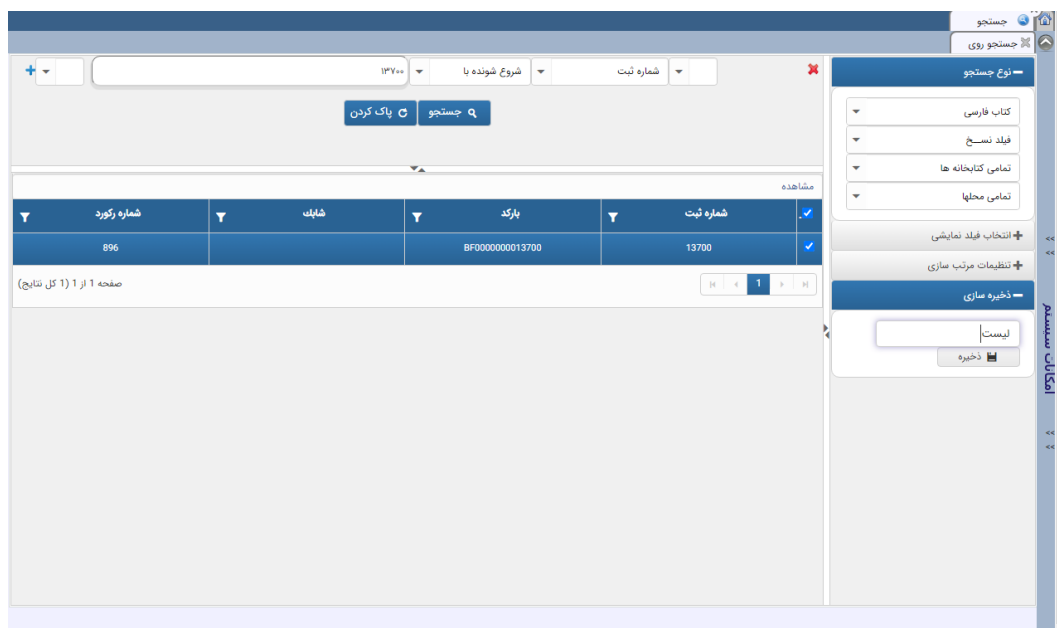 جستجو
جستجو روی
نوع جستجو
کتاب فارسی
فیلد نســخ
تمامی کتابخانه ها
تمامی محلها
انتخاب فیلد نمایشی
تنظیمات مرتب سازی
ذخیره سازی
لیست
ذخیره
امکانات سیستم
>>
>>
>>
>>
شماره ثبت شروع شونده با ۱۳۷۰۰
جستجو پاک کردن
مشاهده
شماره ثبت بارکد شابك شماره رکورد
13700 BF0000000013700 896
1
صفحه 1 از 1 (1 کل نتایج)